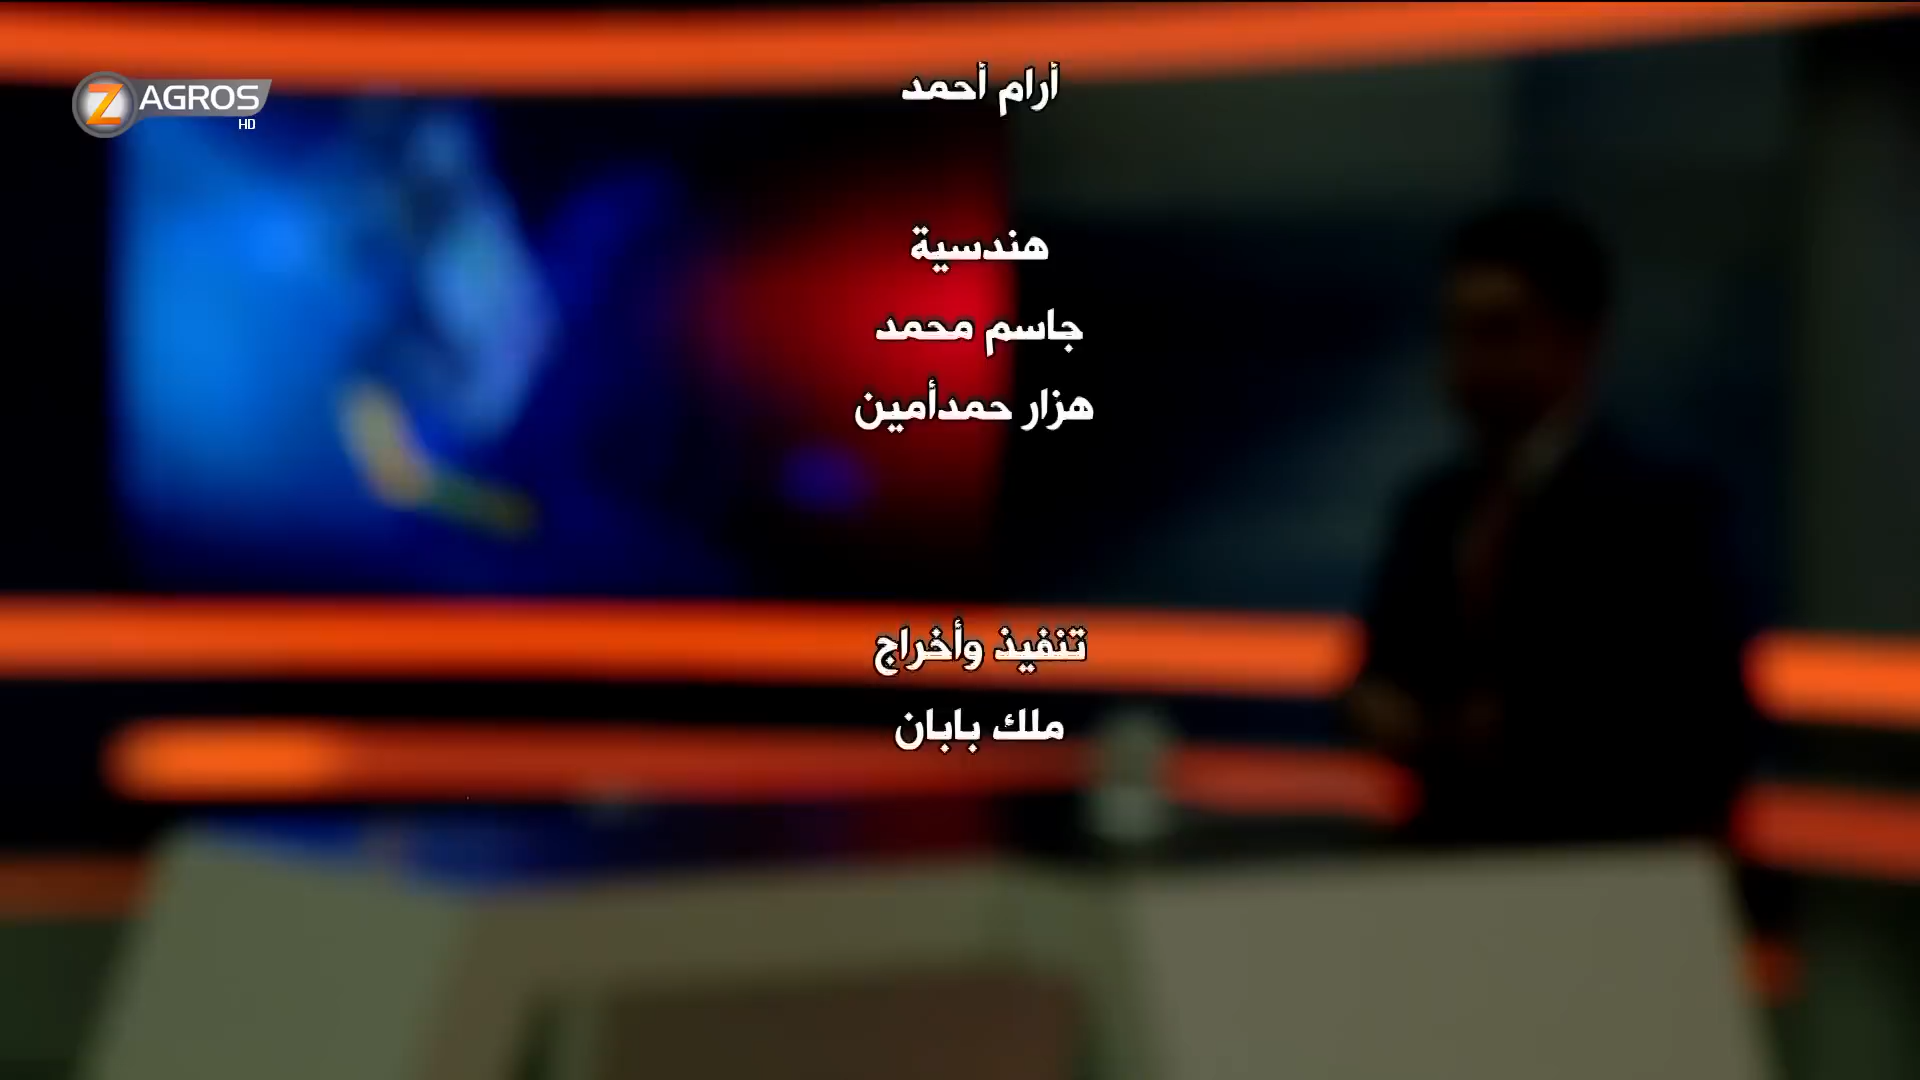 ZAGROS
HD
أرام أحمد
هندسية
جاسم محمد
هزار حمدأمين
تنفيذ وأخراج
ملك بابان